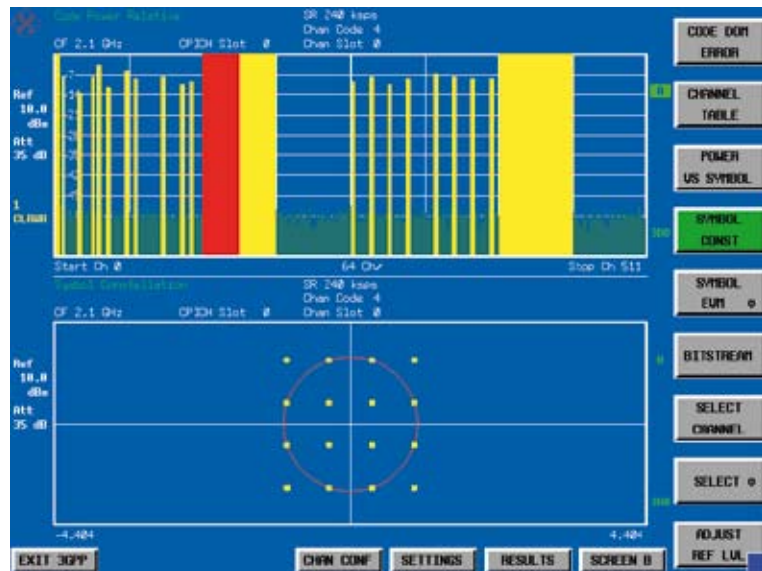 Code Power Relative
SR 240 ksps
Chan Code 4
CF 2.1 GHz CPICH Slot 0 Chan Slot 0
Ref
10.0
dBm
Att
35 dB
1
CLRWR
Start Ch 0 64 Ch/ Stop Ch 511
Symbol Constellation
SR 240 ksps
Chan Code 4
CF 2.1 GHz CPICH Slot 0 Chan Slot 0
Ref
10.0
dBm
Att
35 dB
-4.404 4.404
CODE DOM
ERROR
CHANNEL
TABLE
POWER
VS SYMBOL
SYMBOL
CONST
SYMBOL
EVM
BITSTREAM
SELECT
CHANNEL
SELECT
ADJUST
REF LVL
EXIT 3GPP CHAN CONF SETTINGS RESULTS SCREEN B